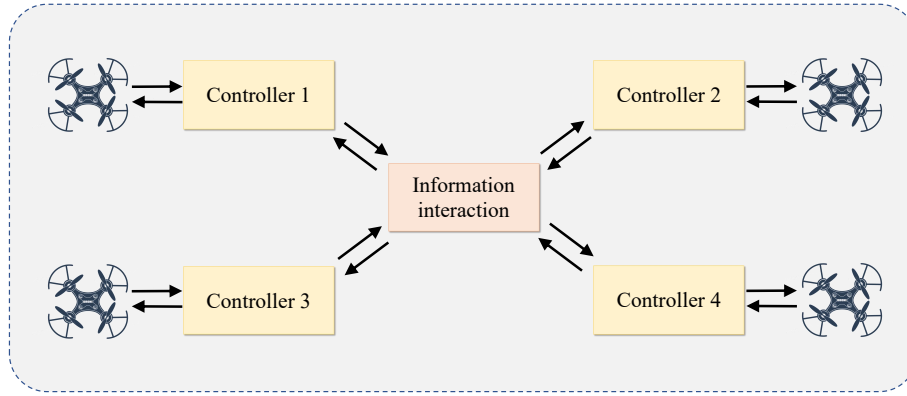 Controller 1
Controller 2
Information
interaction
Controller 3
Controller 4